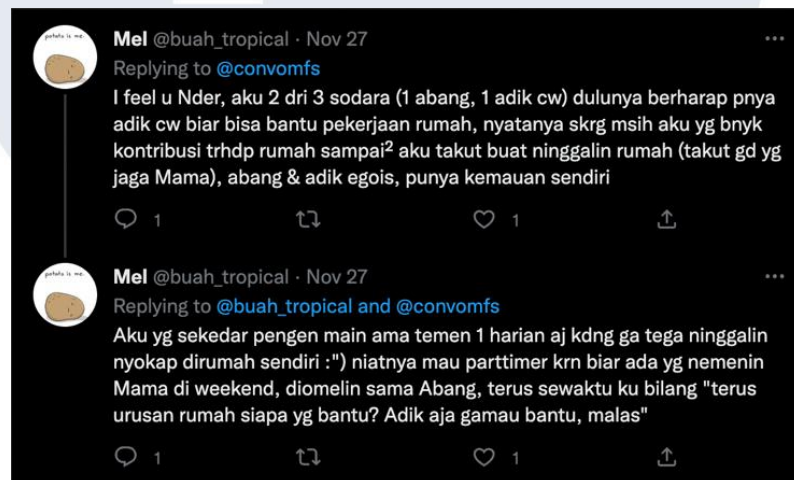 potato is me.
Mel @buah_tropical · Nov 27
Replying to @convomfs
I feel u Nder, aku 2 dri 3 sodara (1 abang, 1 adik cw) dulunya berharap pnya
adik cw biar bisa bantu pekerjaan rumah, nyatanya skrg msih aku yg bnyk
kontribusi trhdp rumah sampai² aku takut buat ninggalin rumah (takut gd yg
jaga Mama), abang & adik egois, punya kemauan sendiri
1 1
potato is me.
Mel @buah_tropical · Nov 27
Replying to @buah_tropical and @convomfs
Aku yg sekedar pengen main ama temen 1 harian aj kdng ga tega ninggalin
nyokap dirumah sendiri :") niatnya mau parttimer krn biar ada yg nemenin
Mama di weekend, diomelin sama Abang, terus sewaktu ku bilang "terus
urusan rumah siapa yg bantu? Adik aja gamau bantu, malas"
1 1